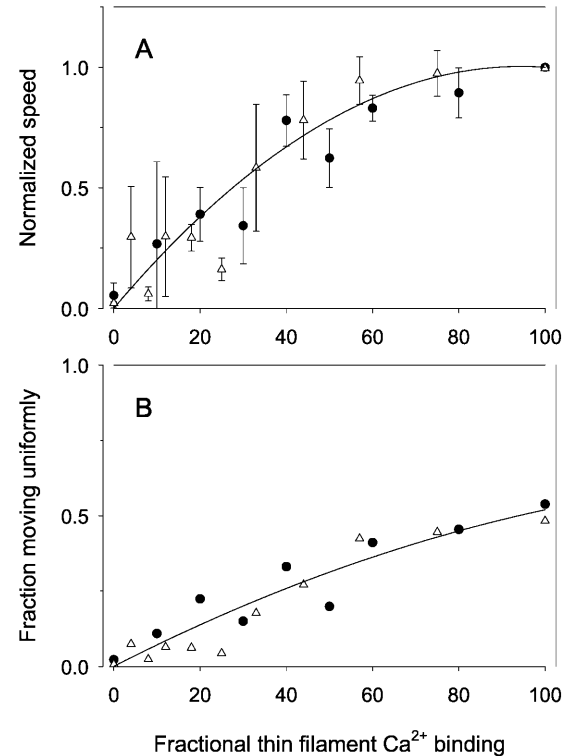 A
1.0
0.5
0.0
Normalized speed
0 20 40 60 80 100
B
1.0
0.5
0.0
Fraction moving uniformly
0 20 40 60 80 100
Fractional thin filament Ca²⁺ binding